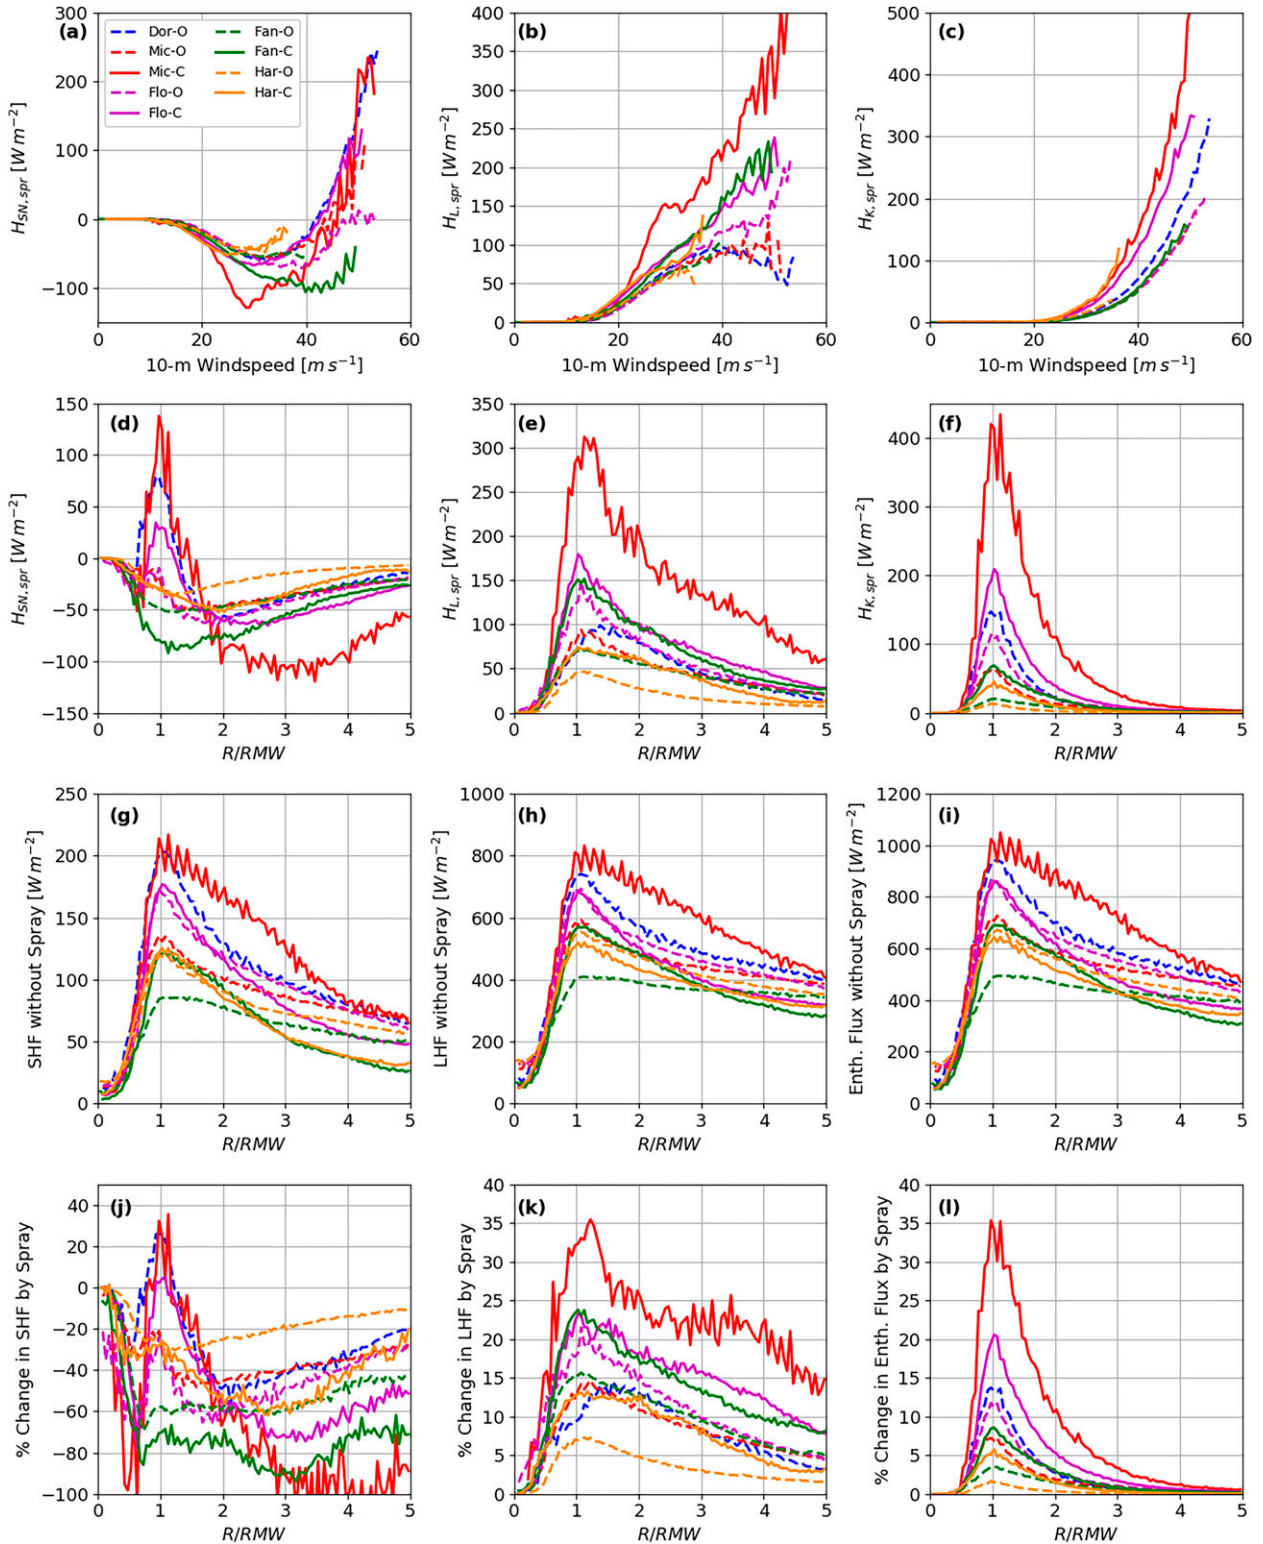 (a)
Dor-O
Mic-O
Mic-C
Flo-O
Flo-C
Fan-O
Fan-C
Har-O
Har-C
300
200
100
0
−100
H_{SN, spr} [W m^{−2}]
0 20 40 60
10-m Windspeed [m s^{−1}]
(b)
400
350
300
250
200
150
100
50
0
H_{L, spr} [W m^{−2}]
0 20 40 60
10-m Windspeed [m s^{−1}]
(c)
500
400
300
200
100
0
H_{K, spr} [W m^{−2}]
0 20 40 60
10-m Windspeed [m s^{−1}]
(d)
150
100
50
0
−50
−100
−150
H_{SN, spr} [W m^{−2}]
0 1 2 3 4 5
R/RMW
(e)
350
300
250
200
150
100
50
0
H_{L, spr} [W m^{−2}]
0 1 2 3 4 5
R/RMW
(f)
400
300
200
100
0
H_{K, spr} [W m^{−2}]
0 1 2 3 4 5
R/RMW
(g)
250
200
150
100
50
0
SHF without Spray [W m^{−2}]
0 1 2 3 4 5
R/RMW
(h)
1000
800
600
400
200
0
LHF without Spray [W m^{−2}]
0 1 2 3 4 5
R/RMW
(i)
1200
1000
800
600
400
200
0
Enth. Flux without Spray [W m^{−2}]
0 1 2 3 4 5
R/RMW
(j)
40
20
0
−20
−40
−60
−80
−100
% Change in SHF by Spray
0 1 2 3 4 5
R/RMW
(k)
40
35
30
25
20
15
10
5
0
% Change in LHF by Spray
0 1 2 3 4 5
R/RMW
(l)
40
35
30
25
20
15
10
5
0
% Change in Enth. Flux by Spray
0 1 2 3 4 5
R/RMW